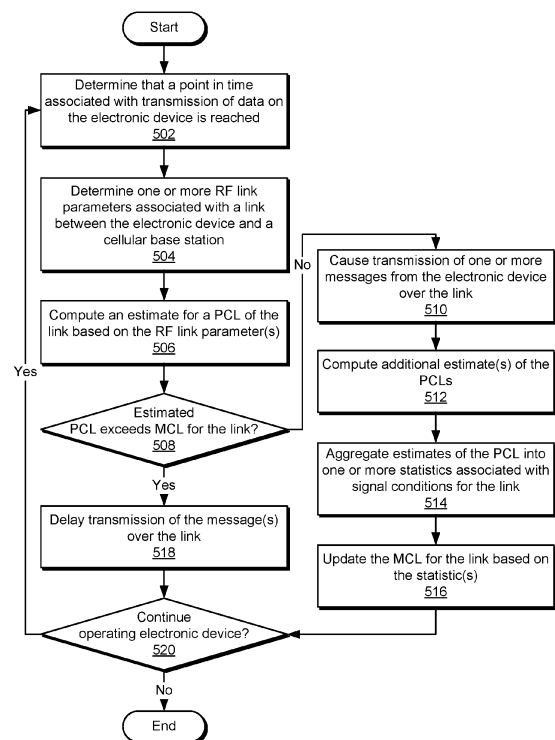 Start
Determine that a point in time
associated with transmission of data on
the electronic device is reached
502
Determine one or more RF link
parameters associated with a link
between the electronic device and a
cellular base station
504
Compute an estimate for a PCL of the
link based on the RF link parameter(s)
506
Estimated
PCL exceeds MCL for the link?
508
No
Cause transmission of one or more
messages from the electronic device
over the link
510
Compute additional estimate(s) of the
PCLs
512
Aggregate estimates of the PCL into
one or more statistics associated with
signal conditions for the link
514
Update the MCL for the link based on
the statistic(s)
516
Yes
Delay transmission of the message(s)
over the link
518
Continue
operating electronic device?
520
Yes
No
End